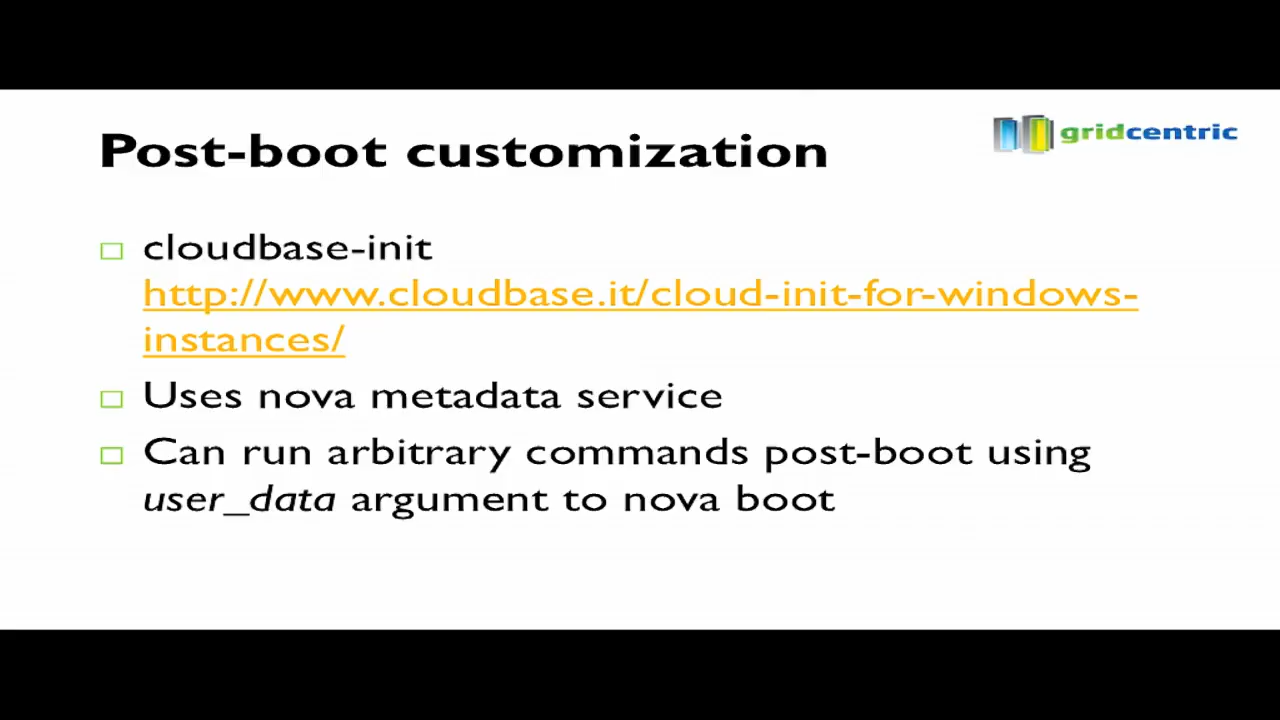 Post-boot customization
gridcentric
cloudbase-init
http://www.cloudbase.it/cloud-init-for-windows-
instances/
Uses nova metadata service
Can run arbitrary commands post-boot using
user_data argument to nova boot